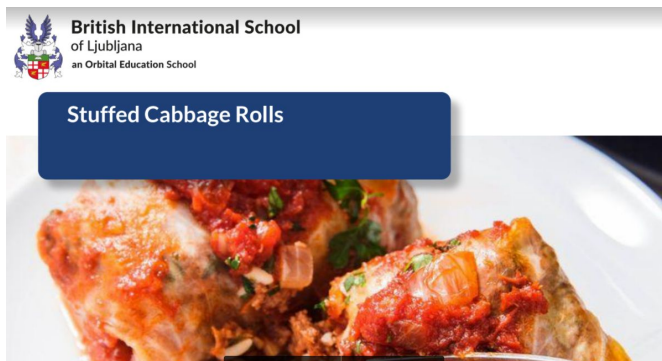 British International School
of Ljubljana
an Orbital Education School
Stuffed Cabbage Rolls